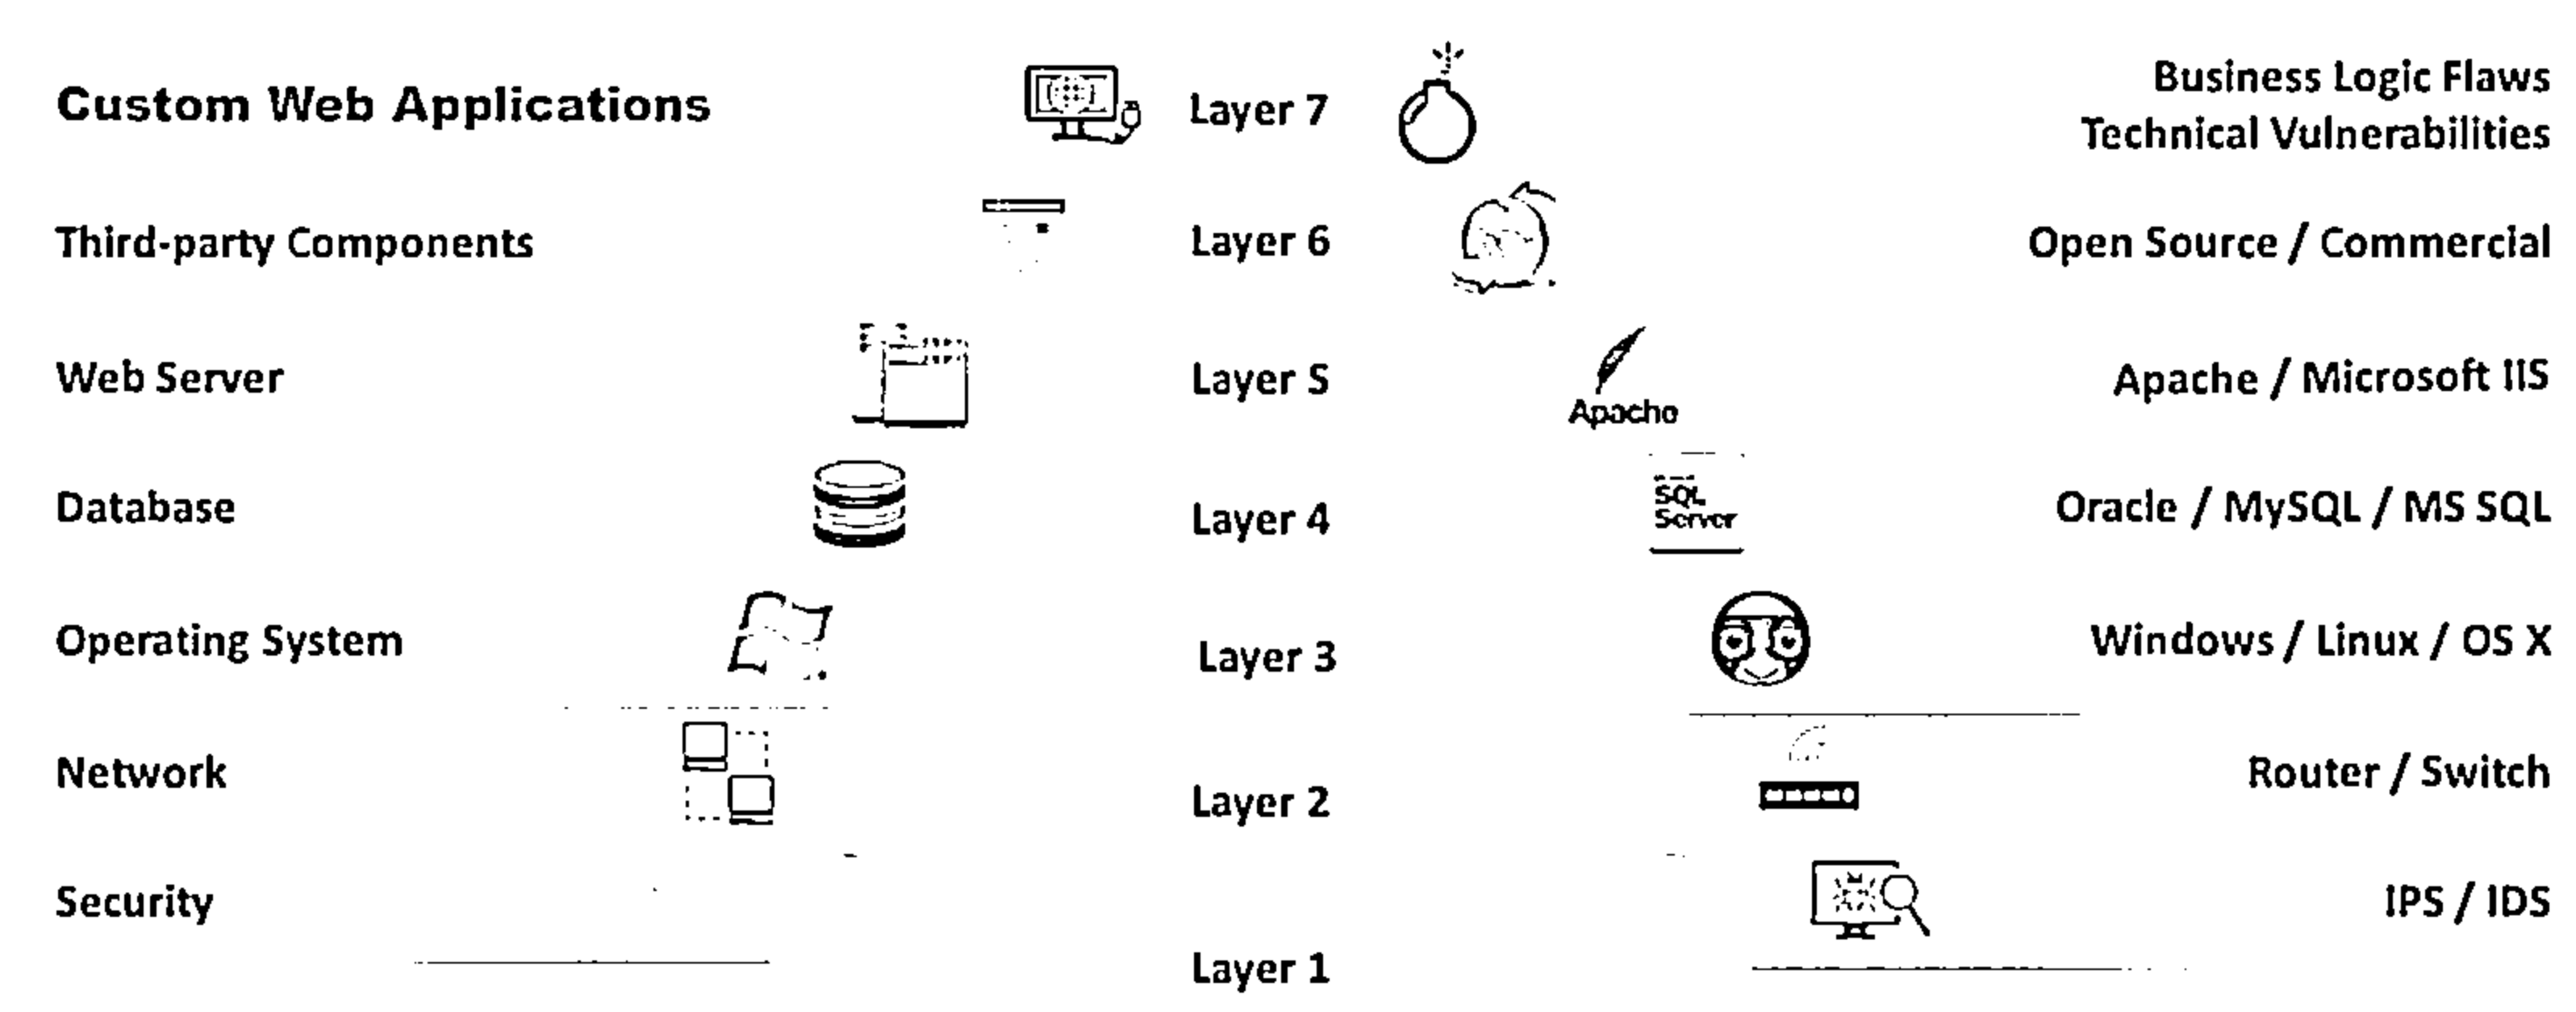 Custom Web Applications
Layer 7
Business Logic Flaws
Technical Vulnerabilities
Third-party Components
Layer 6
Open Source / Commercial
Web Server
Layer 5
Apache
Apache / Microsoft IIS
Database
Layer 4
SQL
Server
Oracle / MySQL / MS SQL
Operating System
Layer 3
Windows / Linux / OS X
Network
Layer 2
Router / Switch
Security
Layer 1
IPS / IDS